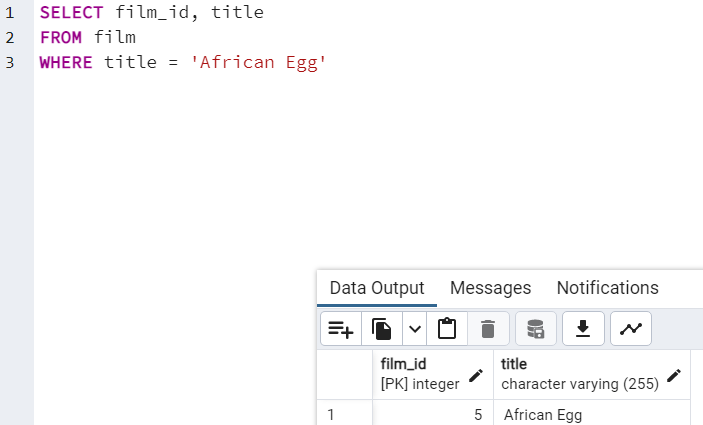 1 SELECT film_id, title
2 FROM film
3 WHERE title = 'African Egg'
Data Output Messages Notifications
film_id title
[PK] integer character varying (255)
1 5 African Egg